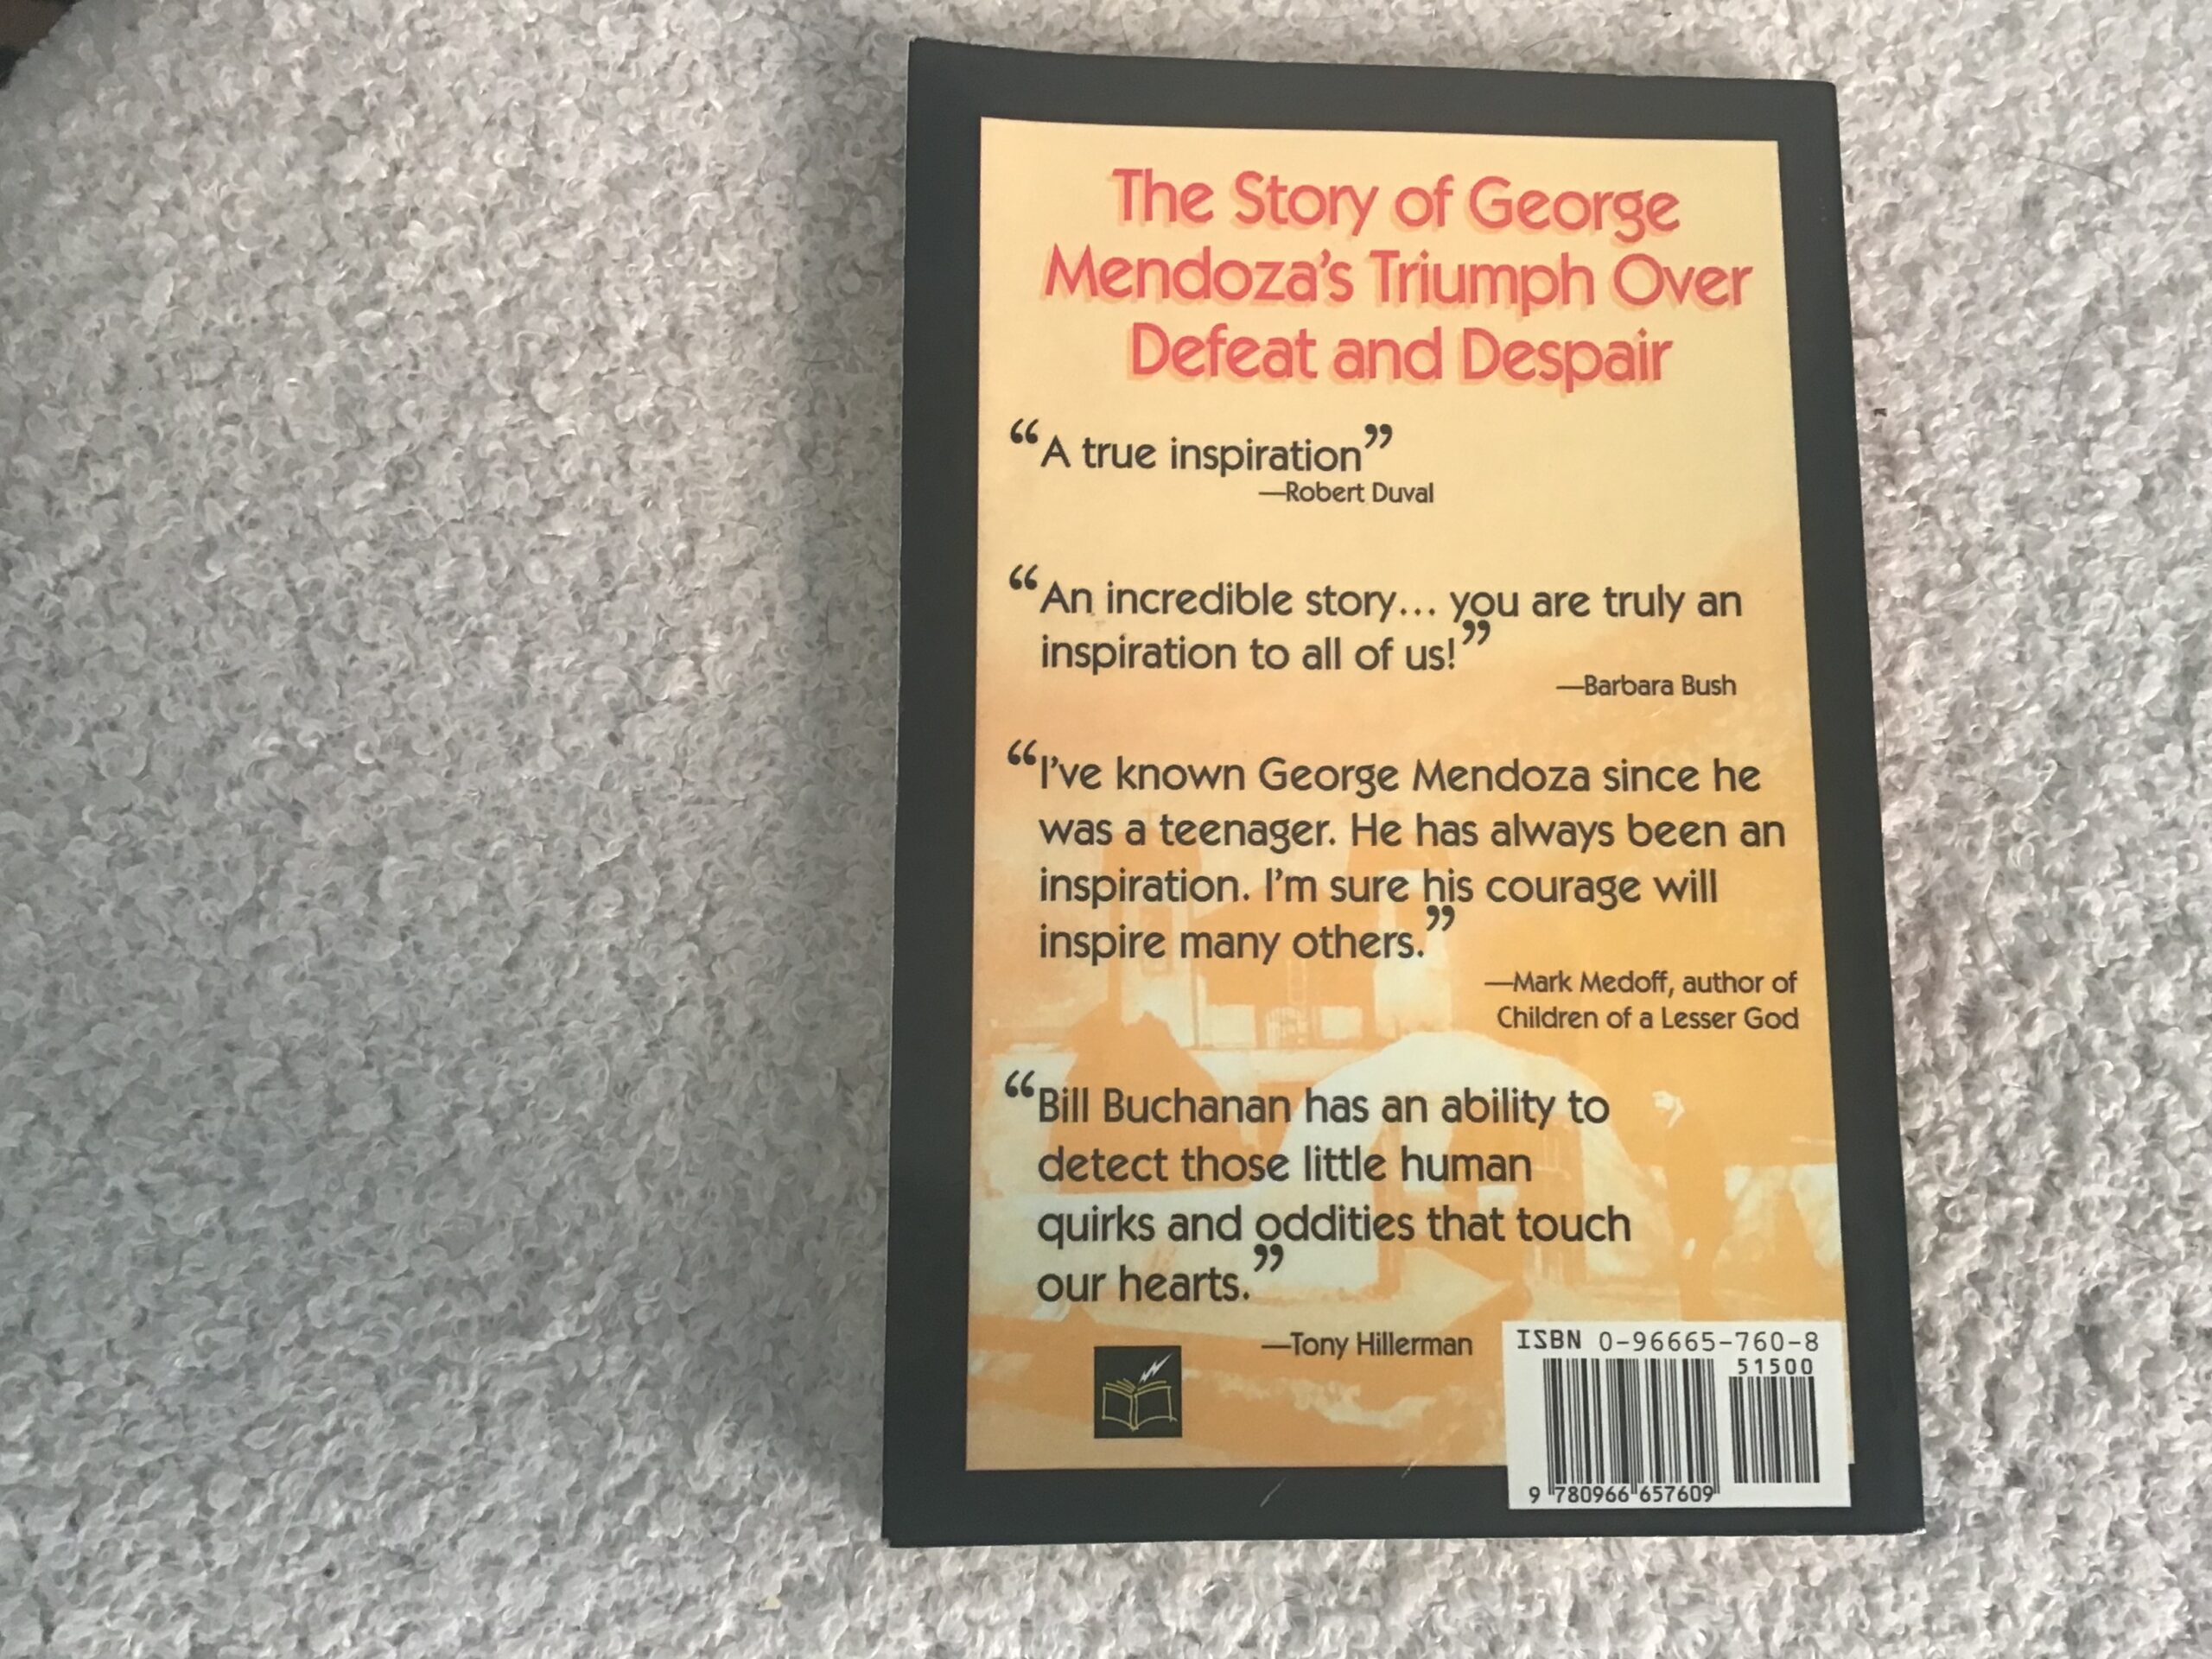 The Story of George
Mendoza's Triumph Over
Defeat and Despair
“A true inspiration”
—Robert Duval
“An incredible story... you are truly an
inspiration to all of us!”
—Barbara Bush
“I've known George Mendoza since he
was a teenager. He has always been an
inspiration. I'm sure his courage will
inspire many others.”
—Mark Medoff, author of
Children of a Lesser God
“Bill Buchanan has an ability to
detect those little human
quirks and oddities that touch
our hearts.”
—Tony Hillerman
ISBN 0-96665-760-8
51500
9 780966 657609